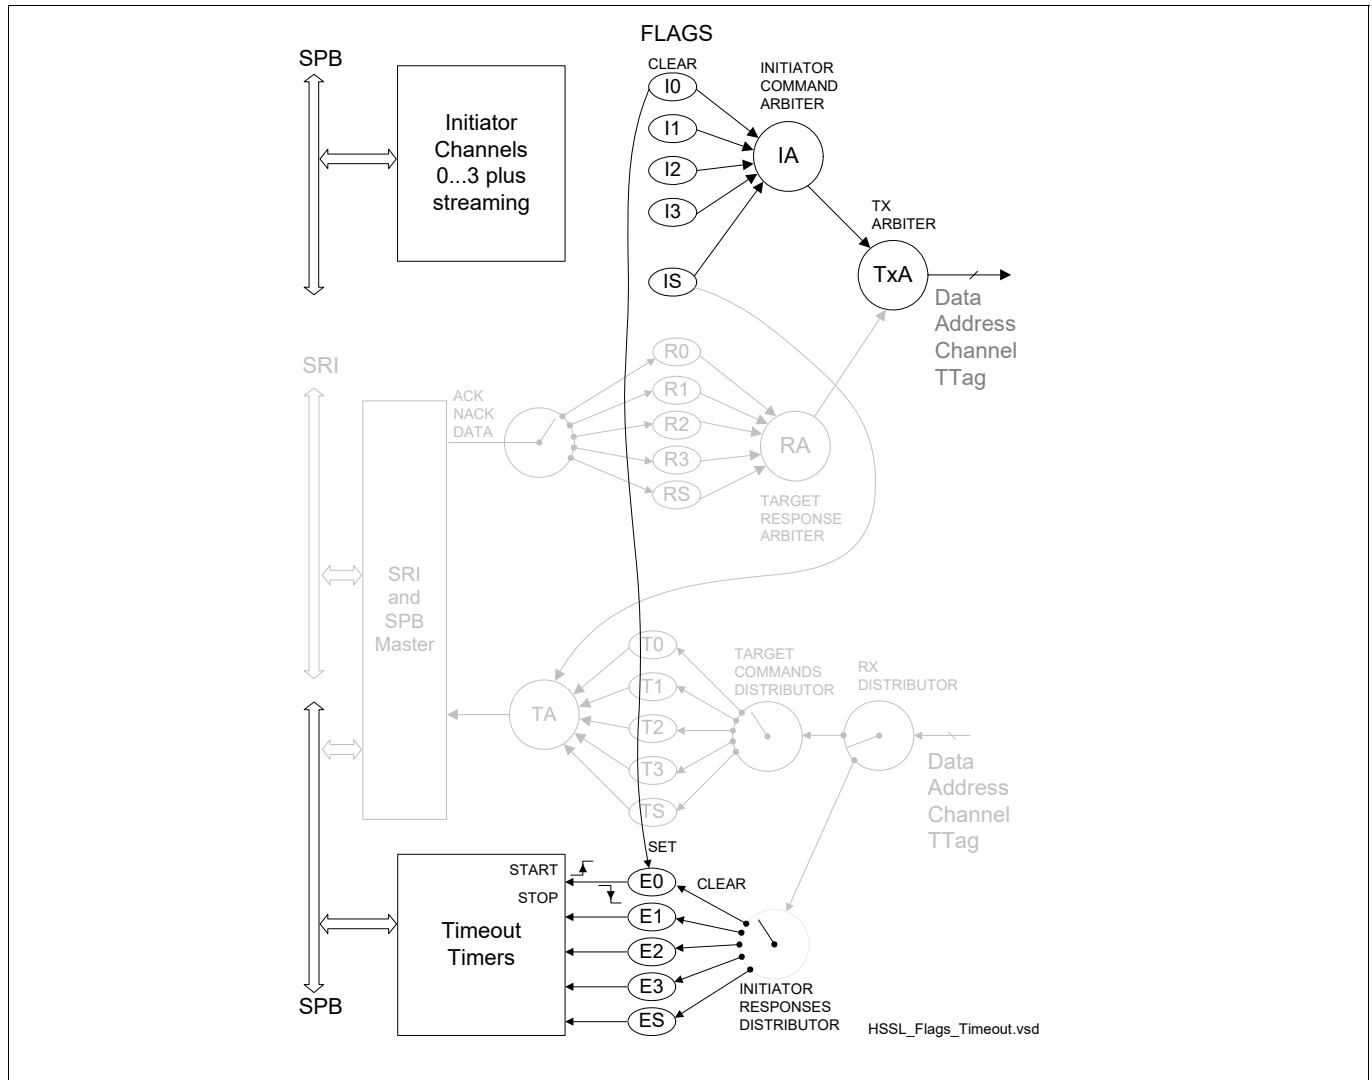 FLAGS
SPB
CLEAR
INITIATOR
COMMAND
ARBITER
I0
Initiator
Channels
0...3 plus
streaming
I1
IA
I2
I3
TX
ARBITER
IS
TxA
Data
Address
Channel
TTag
SRI
R0
ACK
NACK
DATA
R1
R2
R3
RS
RA
TARGET
RESPONSE
ARBITER
SRI
and
SPB
Master
T0
T1
T2
T3
TS
TA
TARGET
COMMANDS
DISTRIBUTOR
RX
DISTRIBUTOR
Data
Address
Channel
TTag
SET
START
STOP
E0
CLEAR
E1
Timeout
Timers
E2
E3
ES
INITIATOR
RESPONSES
DISTRIBUTOR
SPB
HSSL_Flags_Timeout.vsd